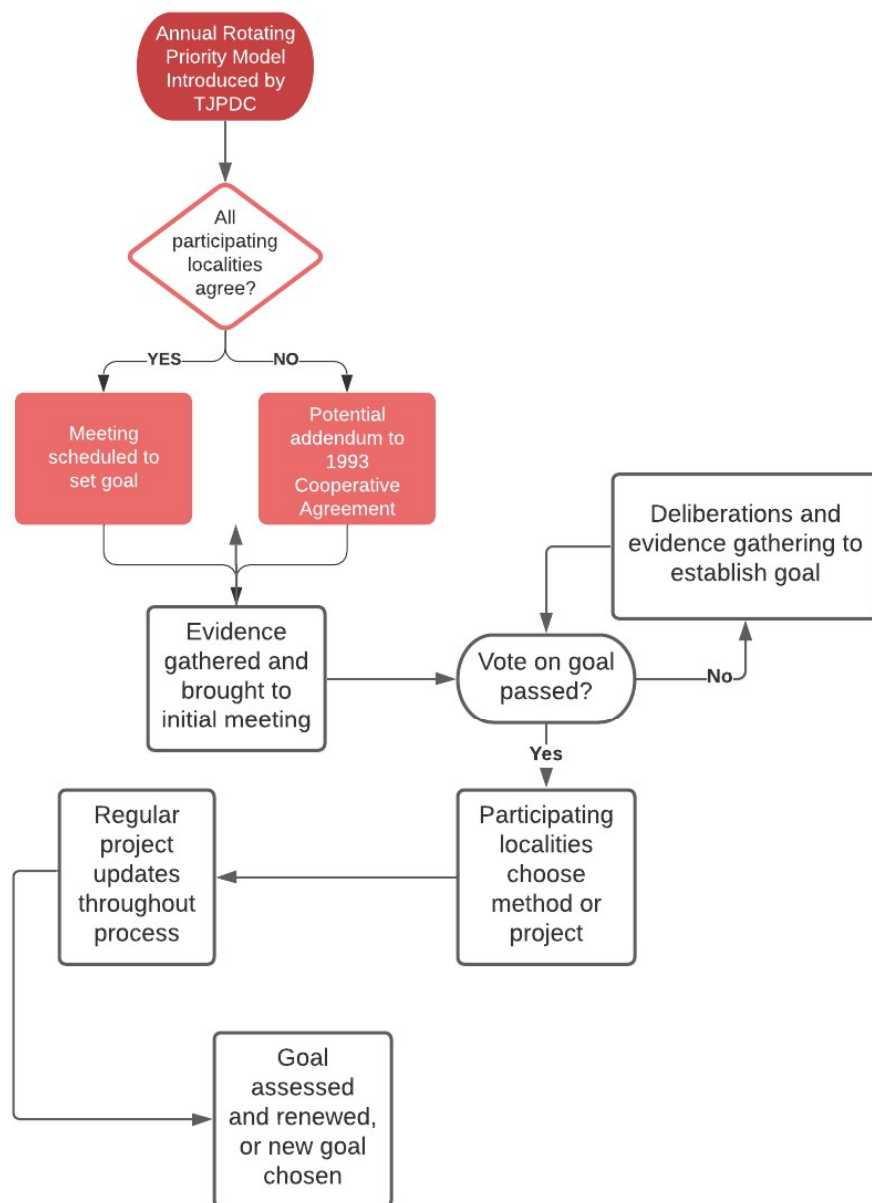 Annual Rotating
Priority Model
Introduced by
TJPDC
All
participating
localities
agree?
YES
NO
Meeting
scheduled to
set goal
Potential
addendum to
1993
Cooperative
Agreement
Deliberations and
evidence gathering to
establish goal
Evidence
gathered and
brought to
initial meeting
Vote on goal
passed?
No
Yes
Participating
localities
choose
method or
project
Regular
project
updates
throughout
process
Goal
assessed
and renewed,
or new goal
chosen